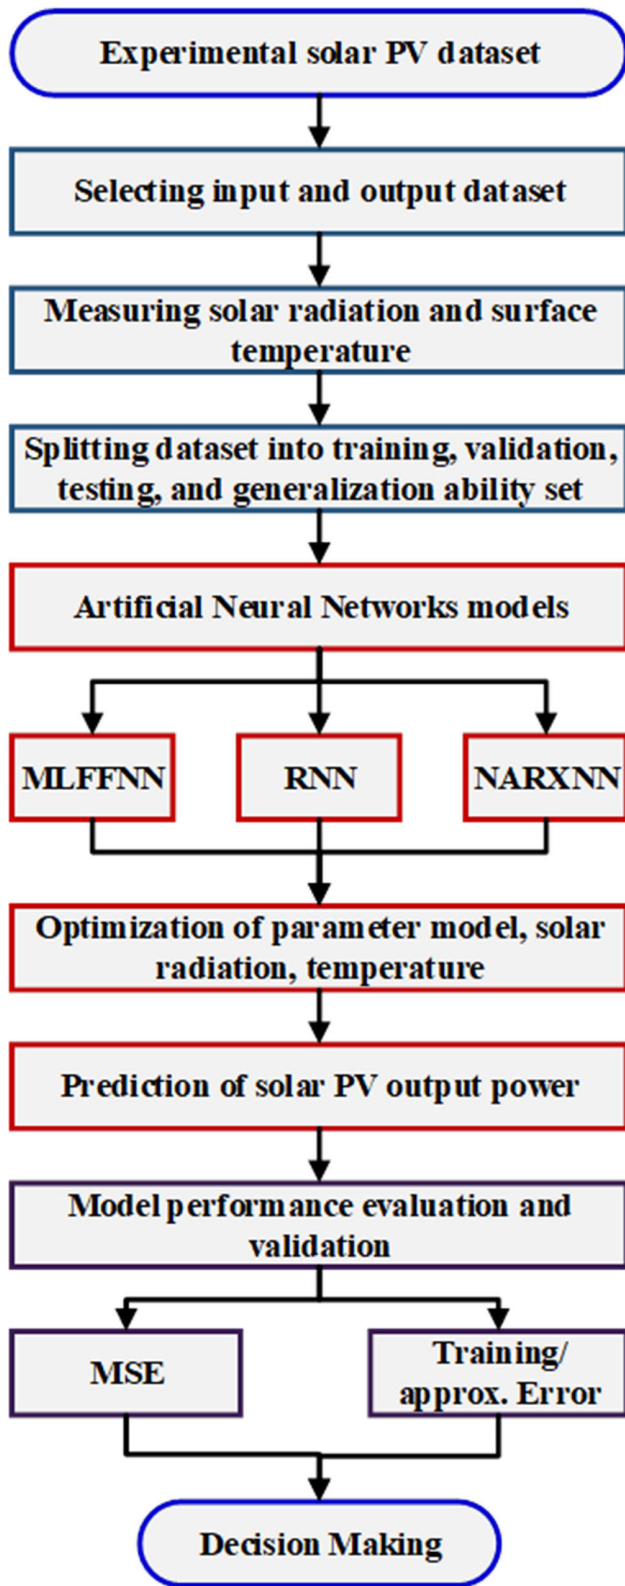 Experimental solar PV dataset
Selecting input and output dataset
Measuring solar radiation and surface
temperature
Splitting dataset into training, validation,
testing, and generalization ability set
Artificial Neural Networks models
MLFFNN
RNN
NARXNN
Optimization of parameter model, solar
radiation, temperature
Prediction of solar PV output power
Model performance evaluation and
validation
MSE
Training/
approx. Error
Decision Making